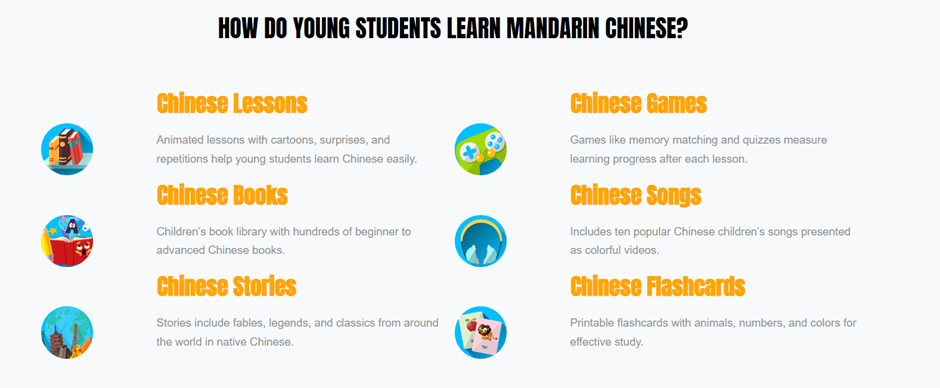 HOW DO YOUNG STUDENTS LEARN MANDARIN CHINESE?
Chinese Lessons
Animated lessons with cartoons, surprises, and
repetitions help young students learn Chinese easily.
Chinese Games
Games like memory matching and quizzes measure
learning progress after each lesson.
Chinese Books
Children's book library with hundreds of beginner to
advanced Chinese books.
Chinese Songs
Includes ten popular Chinese children's songs presented
as colorful videos.
Chinese Stories
Stories include fables, legends, and classics from around
the world in native Chinese.
Chinese Flashcards
Printable flashcards with animals, numbers, and colors for
effective study.